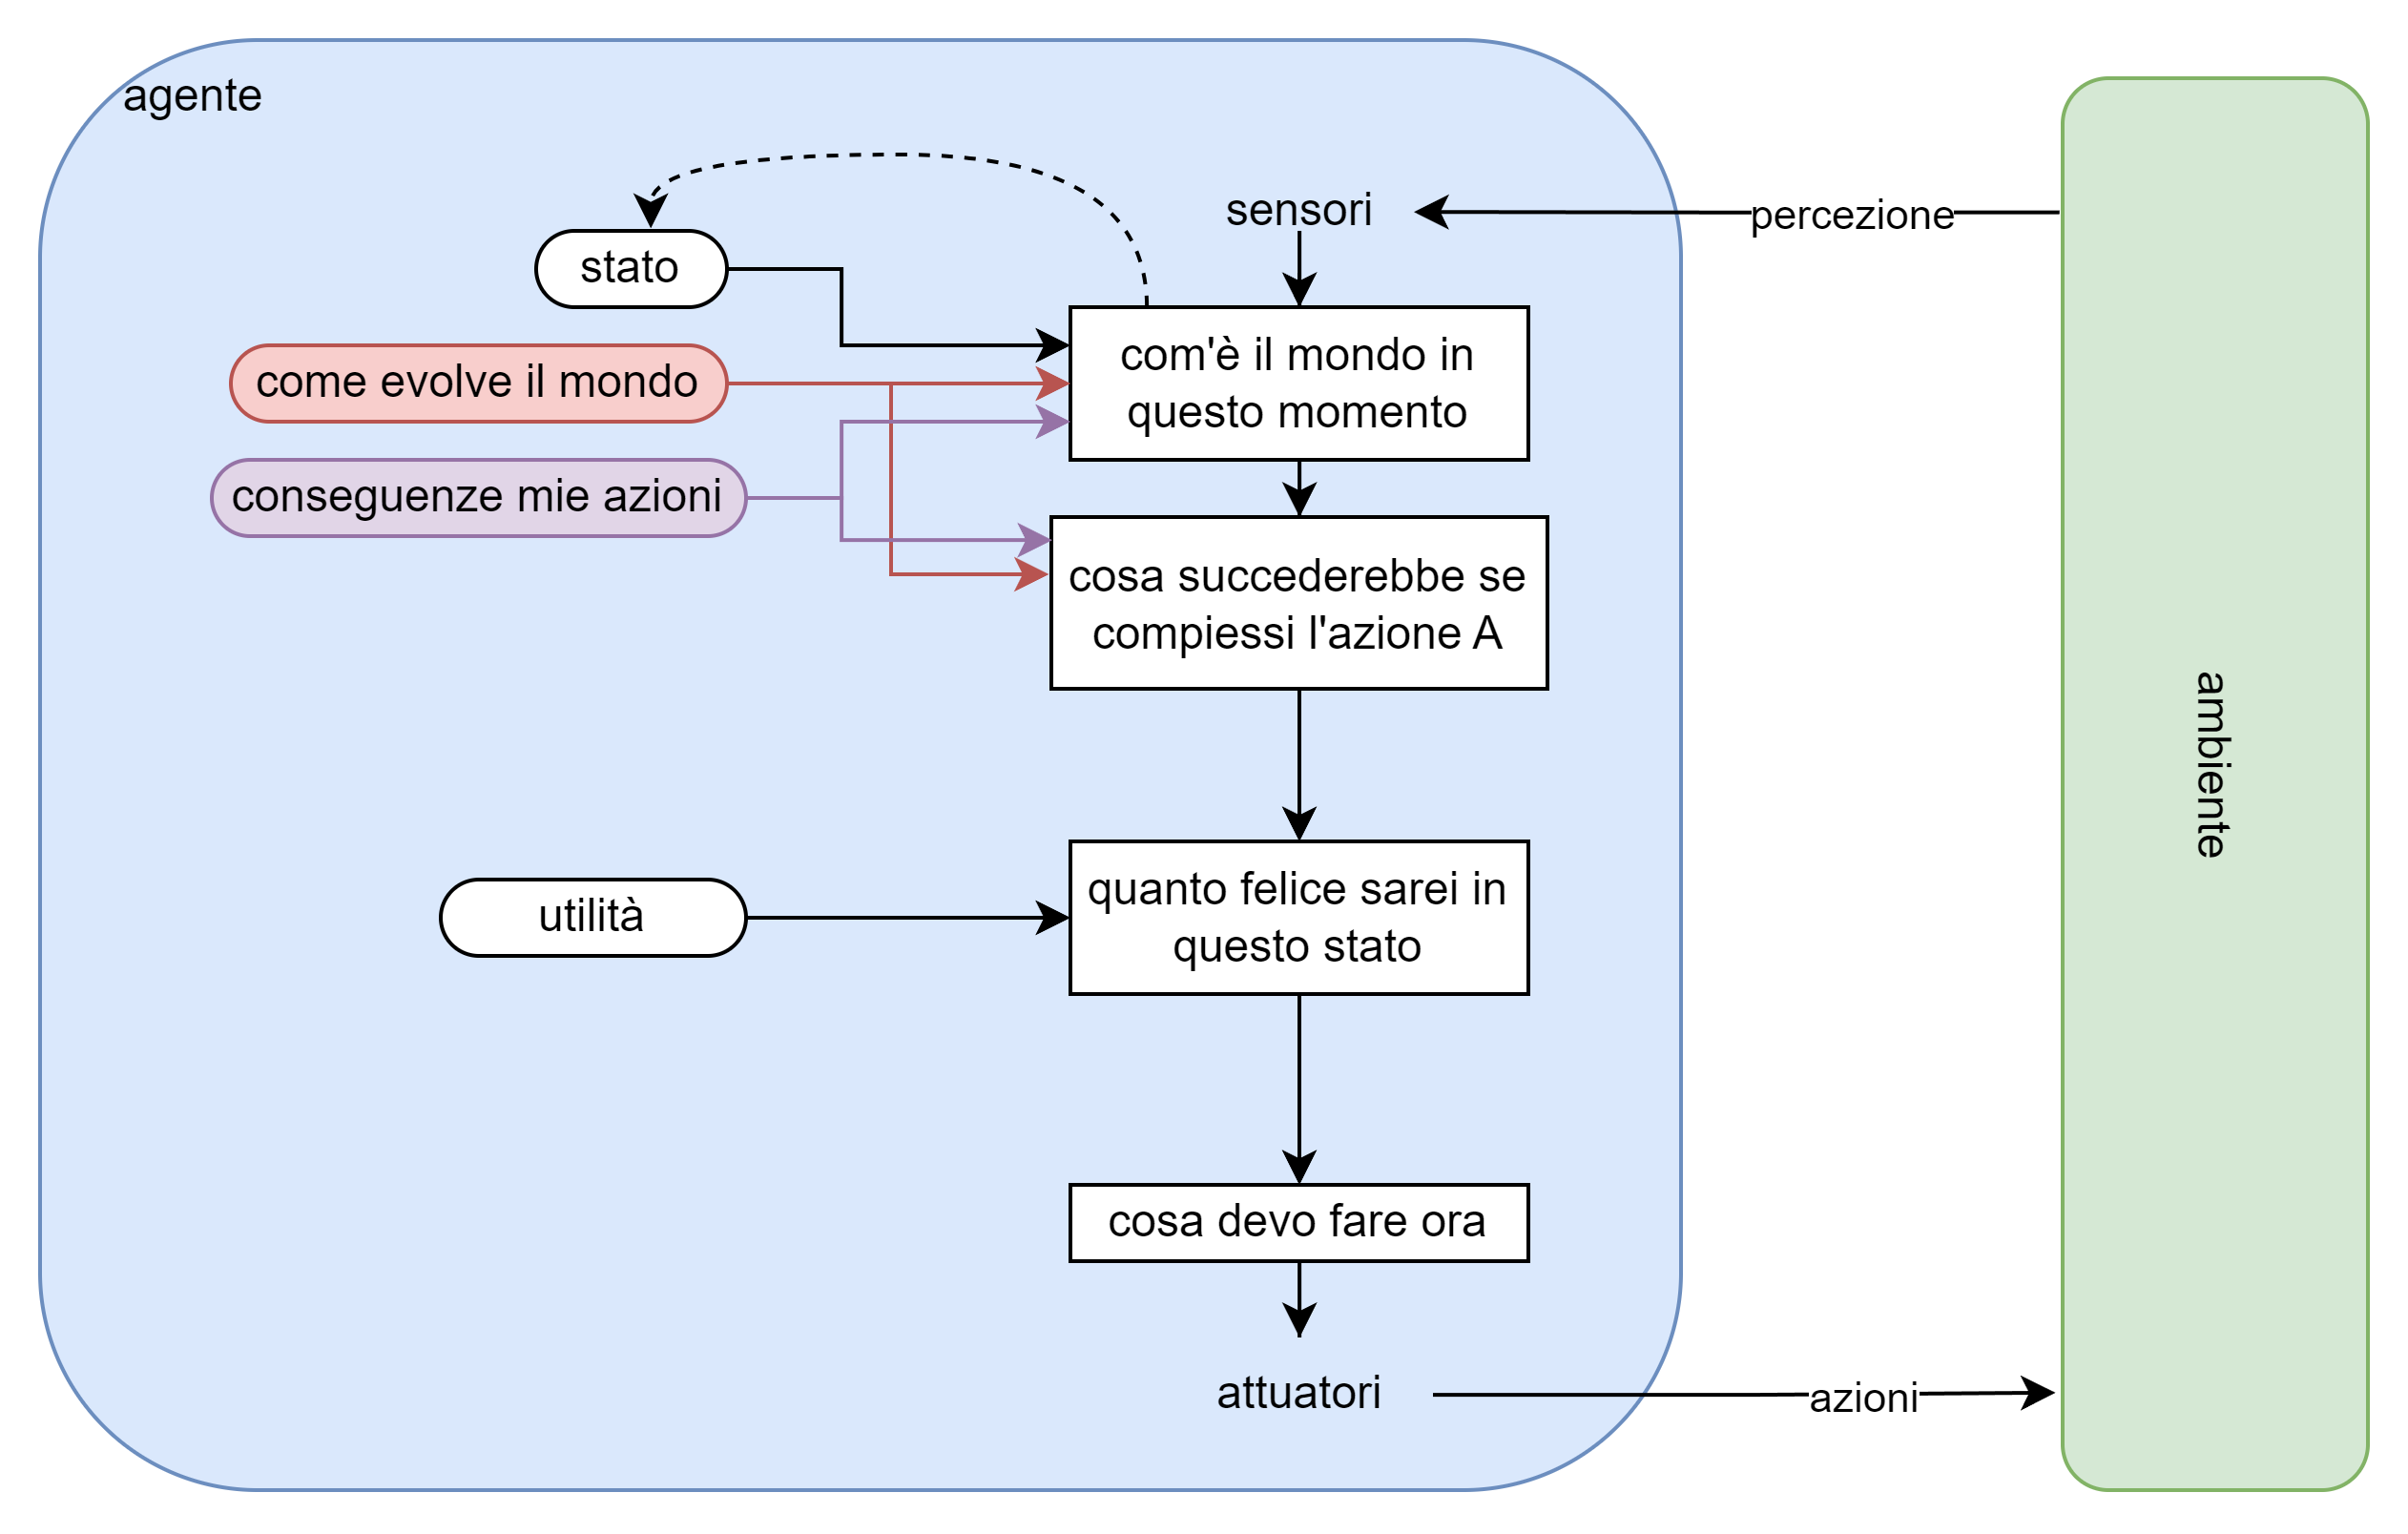 agente
sensori
percezione
stato
com'è il mondo in
questo momento
come evolve il mondo
conseguenze mie azioni
cosa succederebbe se
compiessi l'azione A
ambiente
quanto felice sarei in
questo stato
utilità
cosa devo fare ora
attuatori
azioni